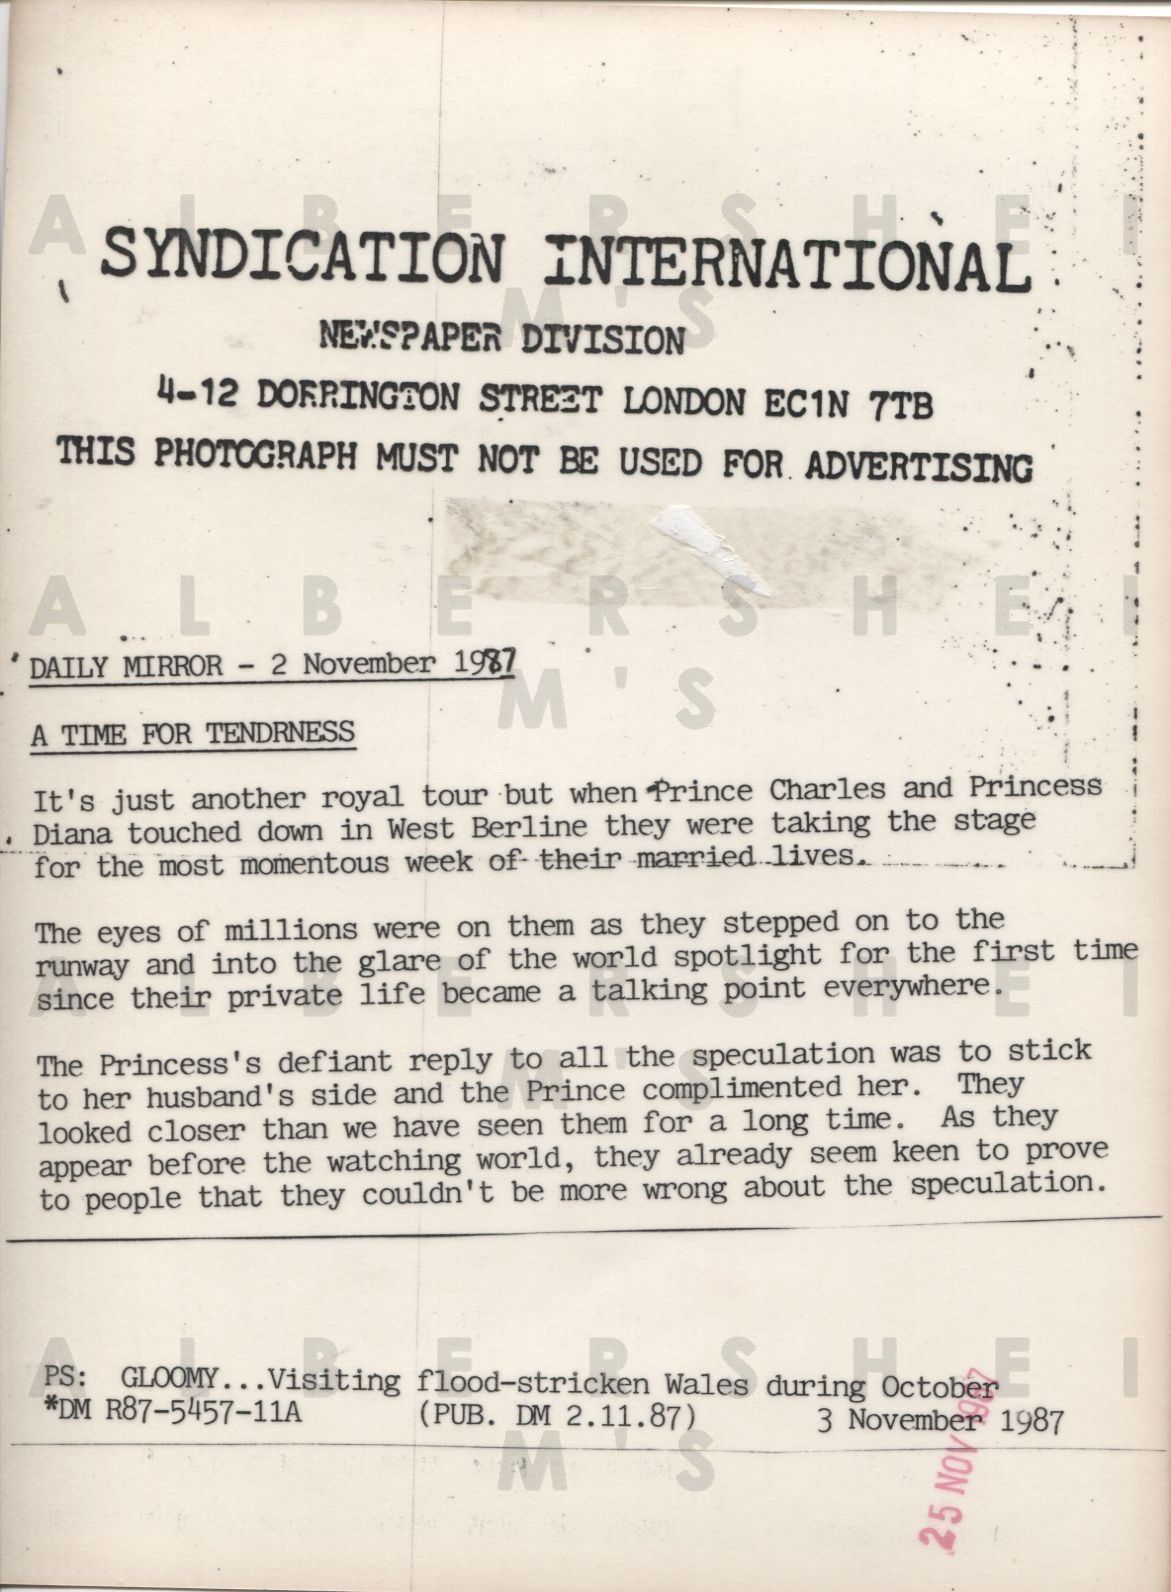 SYNDICATION INTERNATIONAL
NEWSPAPER DIVISION
4-12 DORRINGTON STREET LONDON EC1N 7TB
THIS PHOTOGRAPH MUST NOT BE USED FOR ADVERTISING
DAILY MIRROR - 2 November 1987
A TIME FOR TENDRNESS
It's just another royal tour but when Prince Charles and Princess
Diana touched down in West Berline they were taking the stage
for the most momentous week of their married lives.
The eyes of millions were on them as they stepped on to the
runway and into the glare of the world spotlight for the first time
since their private life became a talking point everywhere.
The Princess's defiant reply to all the speculation was to stick
to her husband's side and the Prince complimented her. They
looked closer than we have seen them for a long time. As they
appear before the watching world, they already seem keen to prove
to people that they couldn't be more wrong about the speculation.
PS: GLOOMY...Visiting flood-stricken Wales during October
*DM R87-5457-11A (PUB. DM 2.11.87) 3 November 1987
25 NOV 1987
ALBERSHEI
M'S
ALBERSHEI
M'S
ALBERSHEI
M'S
ALBERSHEI
M'S